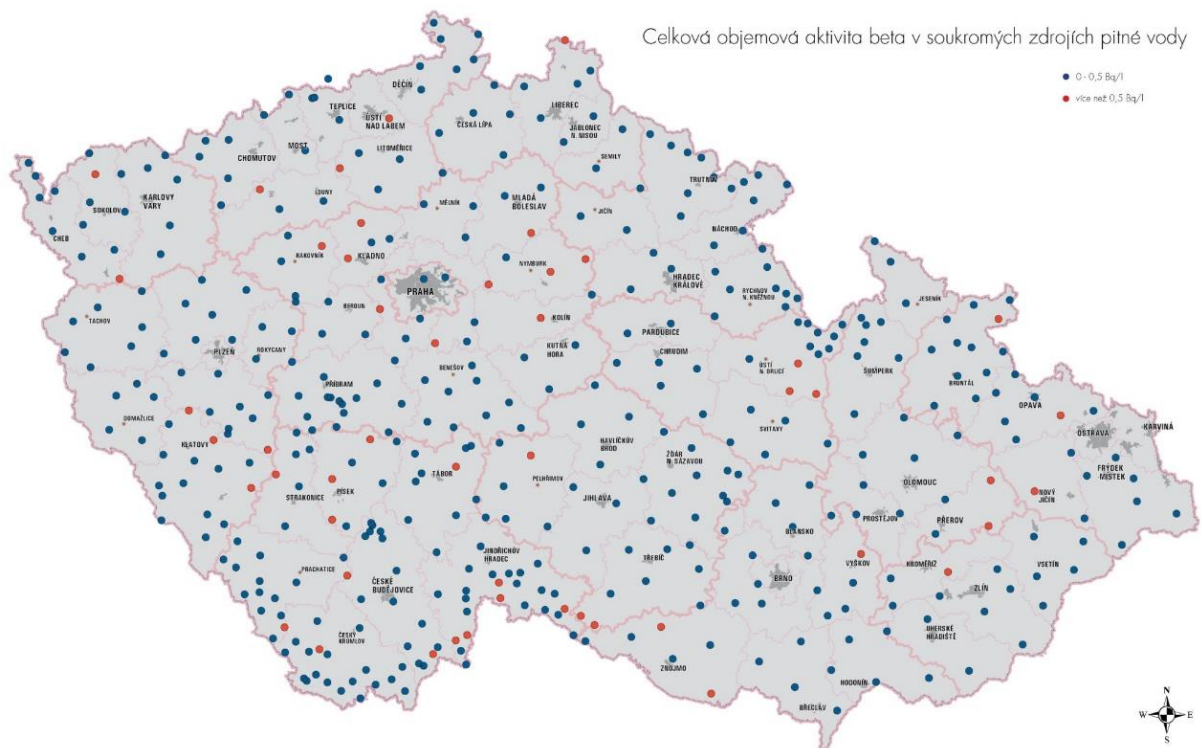 Celková objemová aktivita beta v soukromých zdrojích pitné vody
0 - 0,5 Bq/l
více než 0,5 Bq/l
DĚČÍN
TEPLICE
ÚSTÍ
NAD LABEM
LIBEREC
ČESKÁ LÍPA
JABLONEC
N. NISOU
MOST
CHOMUTOV
LITOMĚŘICE
SEMILY
TRUTNOV
LOUNY
KARLOVY
VARY
SOKOLOV
MĚLNÍK
MLADÁ
BOLESLAV
JIČÍN
CHEB
NÁCHOD
RAKOVNÍK
KLADNO
NYMBURK
HRADEC
KRÁLOVÉ
PRAHA
RYCHNOV
N. KNĚŽNOU
JESENÍK
BEROUN
KOLÍN
TACHOV
PARDUBICE
KUTNÁ
HORA
CHRUDIM
PLZEŇ
ROKYCANY
ÚSTÍ
N. ORLICÍ
BENEŠOV
ŠUMPERK
BRUNTÁL
PŘÍBRAM
OPAVA
DOMAŽLICE
SVITAVY
KARVINÁ
OSTRAVA
KLATOVY
HAVLÍČKŮV
BROD
ŽĎÁR
N. SÁZAVOU
FRÝDEK
MÍSTEK
TÁBOR
PELHŘIMOV
OLOMOUC
STRAKONICE
PÍSEK
NOVÝ
JIČÍN
JIHLAVA
PROSTĚJOV
PŘEROV
BLANSKO
JINDŘICHŮV
HRADEC
TŘEBÍČ
VYŠKOV
KROMĚŘÍŽ
VSETÍN
PRACHATICE
ČESKÉ
BUDĚJOVICE
BRNO
ZLÍN
UHERSKÉ
HRADIŠTĚ
ČESKÝ
KRUMLOV
ZNOJMO
HODONÍN
BŘECLAV
N
W E
S